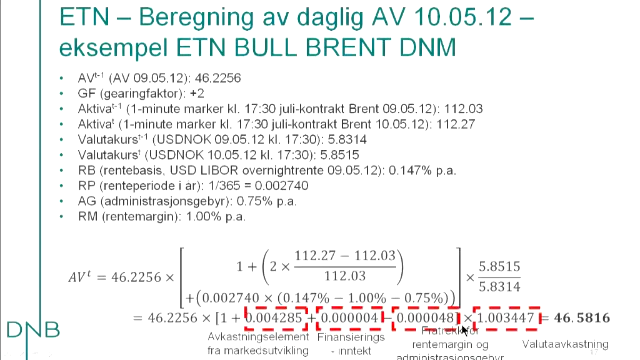 ETN – Beregning av daglig AV 10.05.12 –
eksempel ETN BULL BRENT DNM
• AVᵗ⁻¹ (AV 09.05.12): 46.2256
• GF (gearingfaktor): +2
• Aktivaᵗ⁻¹ (1-minute marker kl. 17:30 juli-kontrakt Brent 09.05.12): 112.03
• Aktivaᵗ (1-minute marker kl. 17:30 juli-kontrakt Brent 10.05.12): 112.27
• Valutakursᵗ⁻¹ (USDNOK 09.05.12 kl. 17:30): 5.8314
• Valutakursᵗ (USDNOK 10.05.12 kl. 17:30): 5.8515
• RB (rentebasis, USD LIBOR overnightrente 09.05.12): 0.147% p.a.
• RP (renteperiode i år): 1/365 = 0.002740
• AG (administrasjonsgebyr): 0.75% p.a.
• RM (rentemargin): 1.00% p.a.
112.27 − 112.03
5.8515
AVᵗ = 46.2256 × [ 1 + ( 2 × ) ] ×
112.03
5.8314
+(0.002740 × (0.147% − 1.00% − 0.75%))
= 46.2256 × [1 + 0.004285 + 0.000004 − 0.000048] × 1.003447 = 46.5816
DNB
Avkastningselement fra markedsutvikling
Finansierings - inntekt
Fratrekk for rentemargin og administrasjonsgebyr
Valutaavkastning